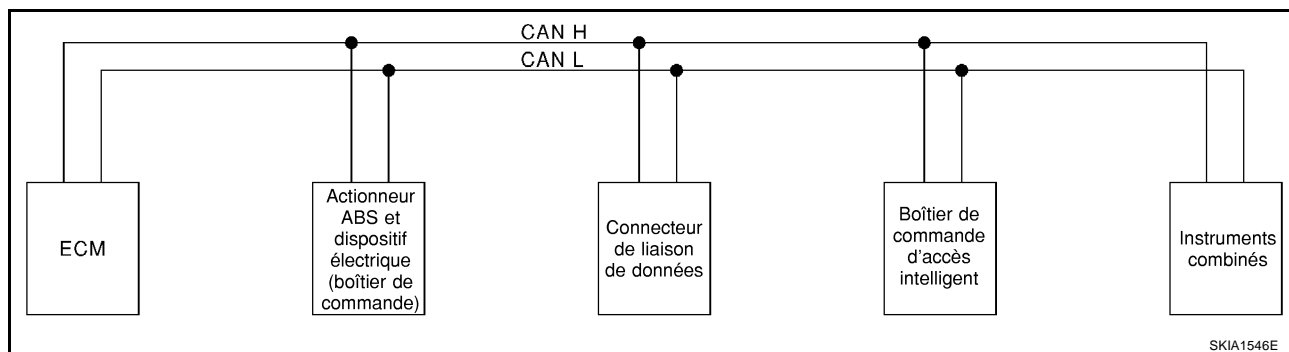 CAN H
CAN L
ECM
Actionneur
ABS et
dispositif
électrique
(boîtier de
commande)
Connecteur
de liaison
de données
Boîtier de
commande
d'accès
intelligent
Instruments
combinés
SKIA1546E